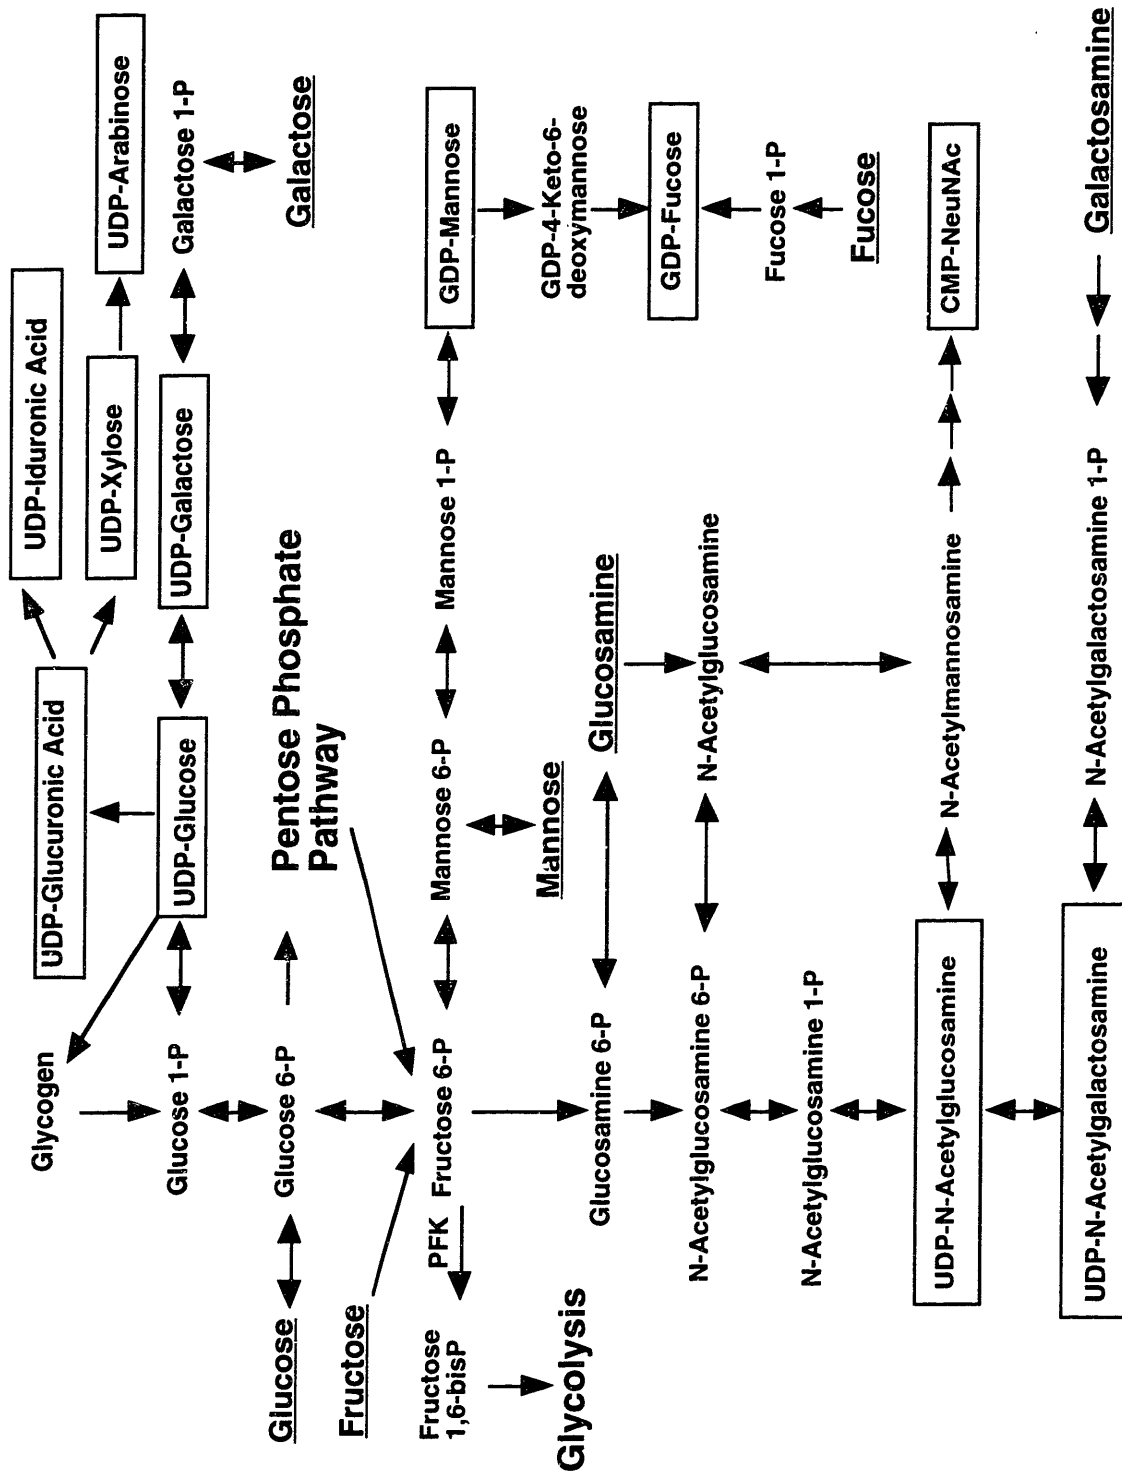 Glycogen
UDP-Glucuronic Acid
UDP-Iduronic Acid
UDP-Xylose
UDP-Arabinose
Glucose 1-P
UDP-Glucose
UDP-Galactose
Galactose 1-P
Galactose
Glucose
Glucose 6-P
Pentose Phosphate
Pathway
Fructose
Fructose
1,6-bisP
PFK
Fructose 6-P
Mannose 6-P
Mannose 1-P
GDP-Mannose
Mannose
GDP-4-Keto-6-
deoxymannose
Glycolysis
Glucosamine 6-P
Glucosamine
GDP-Fucose
N-Acetylglucosamine 6-P
N-Acetylglucosamine
Fucose 1-P
N-Acetylglucosamine 1-P
Fucose
UDP-N-Acetylglucosamine
N-Acetylmannosamine
CMP-NeuNAc
UDP-N-Acetylgalactosamine
N-Acetylgalactosamine 1-P
Galactosamine